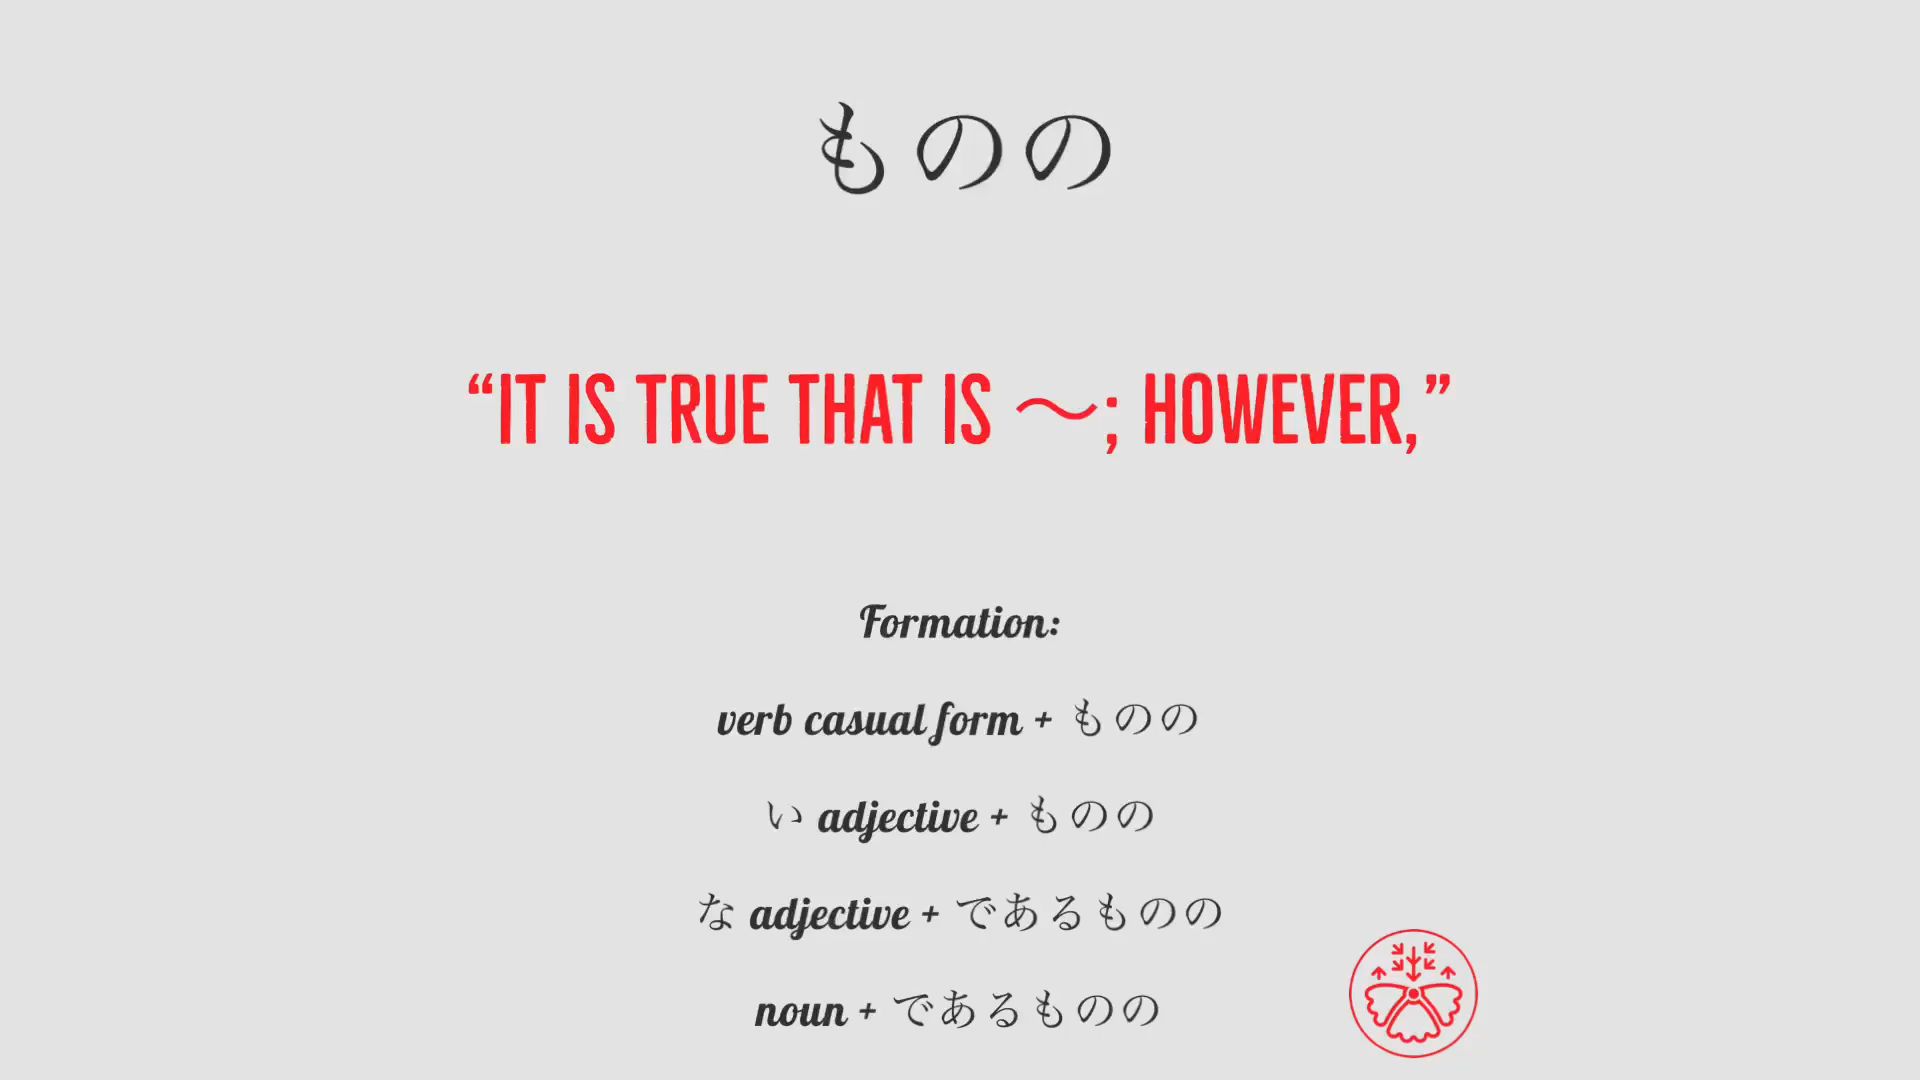 ものの
“IT IS TRUE THAT IS ～; HOWEVER,”
Formation:
verb casual form + ものの
い adjective + ものの
な adjective + であるものの
noun + であるものの